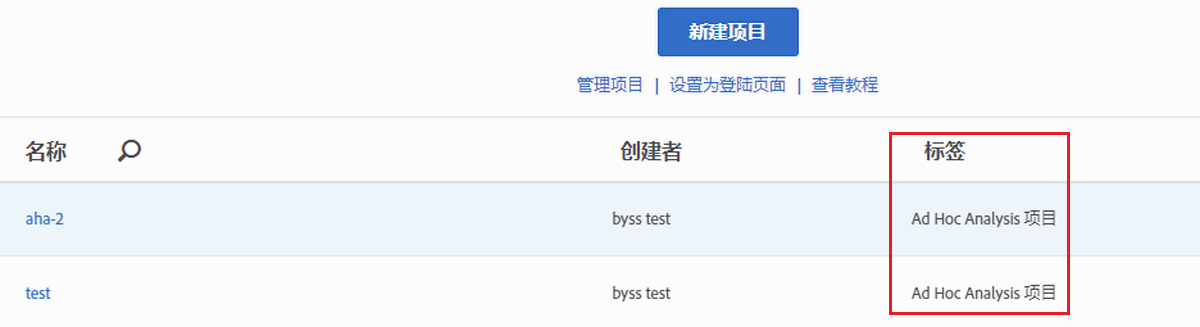 新建项目
管理项目 | 设置为登陆页面 | 查看教程
名称 创建者 标签
aha-2 byss test Ad Hoc Analysis 项目
test byss test Ad Hoc Analysis 项目